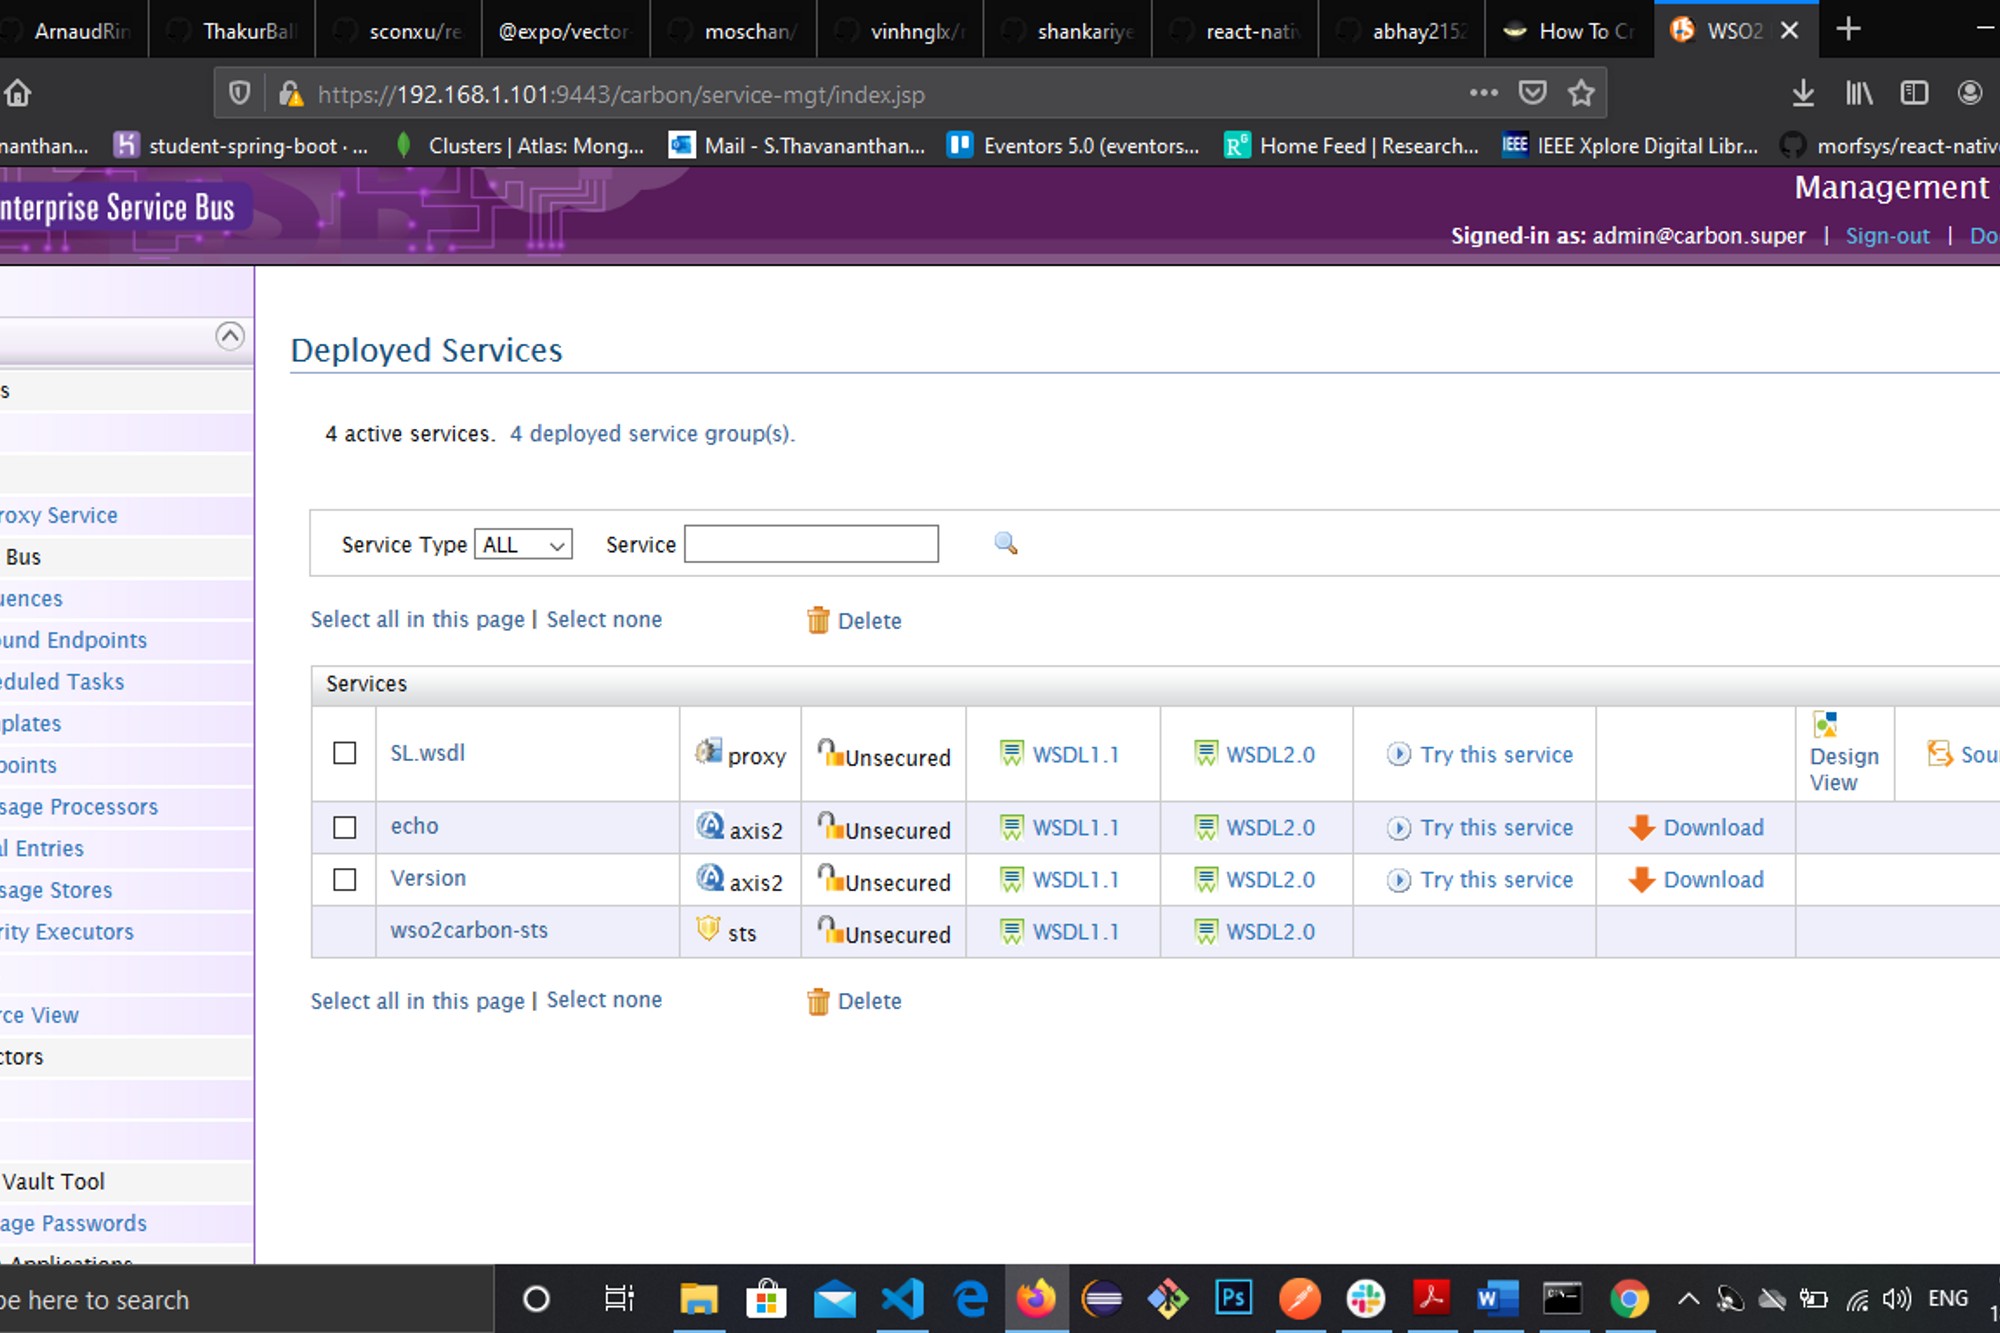 ArnaudRin ThakurBall sconxu/re @expo/vector- moschan/ vinhnglx/r shankariye react-nativ abhay2152 How To Cr WSO2
https://192.168.1.101:9443/carbon/service-mgt/index.jsp
nanthan... student-spring-boot · ... Clusters | Atlas: Mong... Mail - S.Thavananthan... Eventors 5.0 (eventors... Home Feed | Research... IEEE Xplore Digital Libr... morfsys/react-native
nterprise Service Bus
Management
Signed-in as: admin@carbon.super | Sign-out | Do
Deployed Services
s
4 active services. 4 deployed service group(s).
roxy Service
Service Type ALL Service
Bus
uences
Select all in this page | Select none Delete
ound Endpoints
eduled Tasks
Services
plates
SL.wsdl proxy Unsecured WSDL1.1 WSDL2.0 Try this service Design View Sou
points
sage Processors
echo axis2 Unsecured WSDL1.1 WSDL2.0 Try this service Download
l Entries
Version axis2 Unsecured WSDL1.1 WSDL2.0 Try this service Download
sage Stores
wso2carbon-sts sts Unsecured WSDL1.1 WSDL2.0
rity Executors
Select all in this page | Select none Delete
rce View
ctors
Vault Tool
age Passwords
Applications
pe here to search
ENG